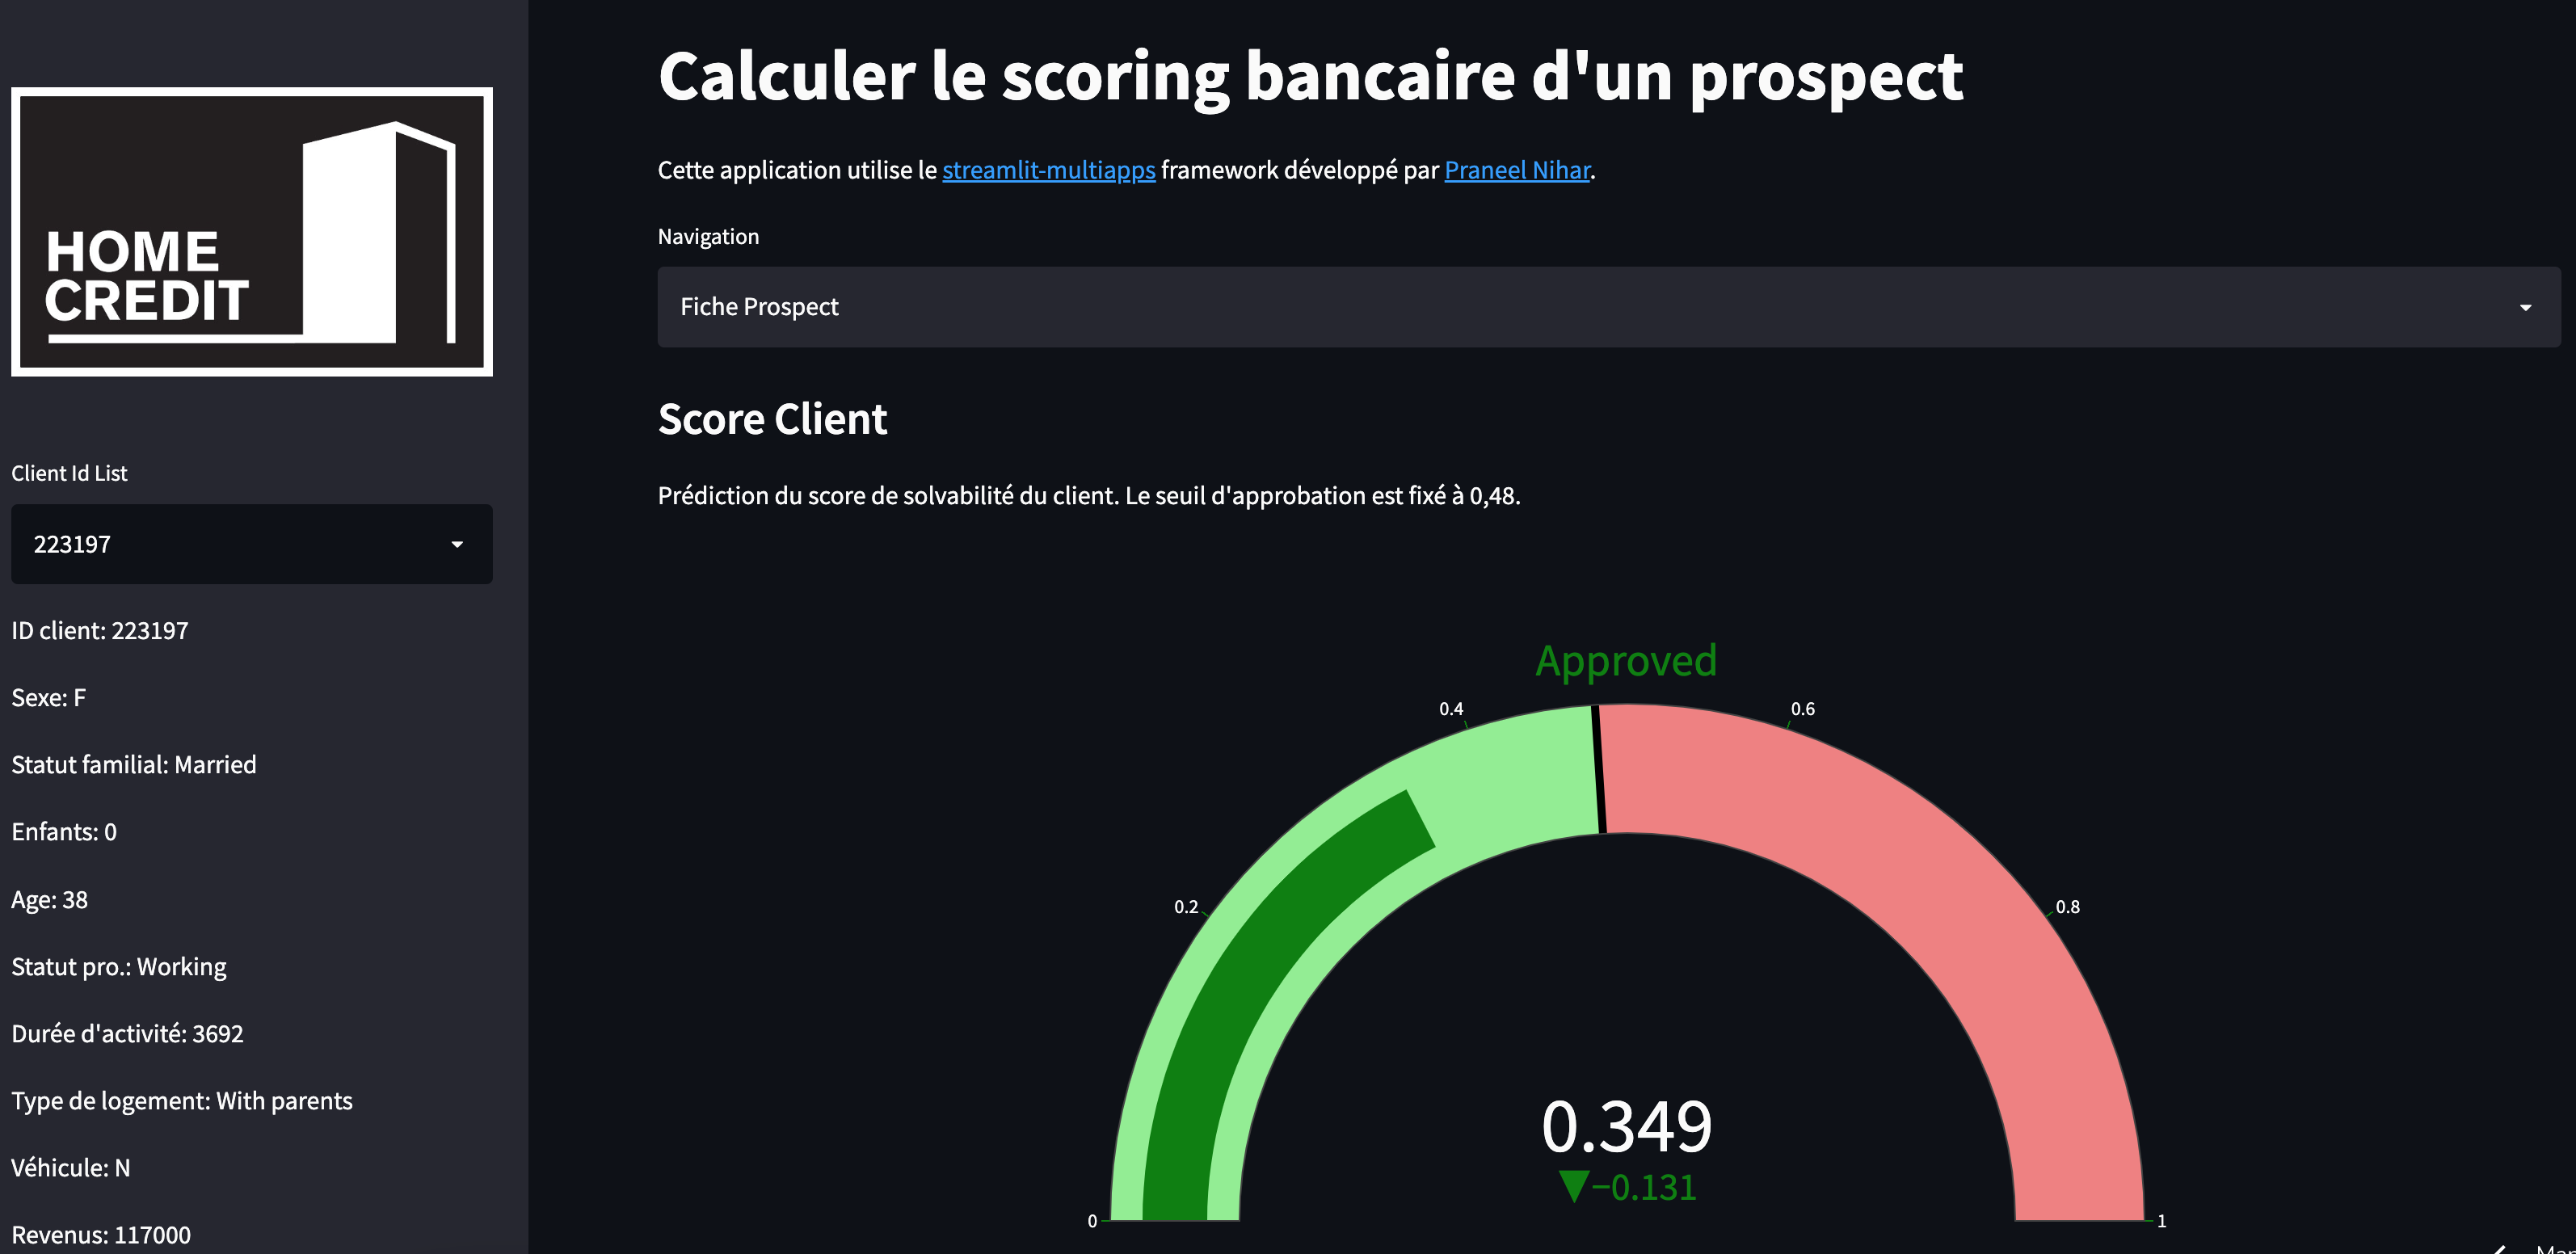 HOME
CREDIT
Client Id List
223197
ID client: 223197
Sexe: F
Statut familial: Married
Enfants: 0
Age: 38
Statut pro.: Working
Durée d'activité: 3692
Type de logement: With parents
Véhicule: N
Revenus: 117000
Calculer le scoring bancaire d'un prospect
Cette application utilise le streamlit-multiapps framework développé par Praneel Nihar.
Navigation
Fiche Prospect
Score Client
Prédiction du score de solvabilité du client. Le seuil d'approbation est fixé à 0,48.
Approved
0.4
0.6
0.2
0.8
0.349
▼−0.131
0
1